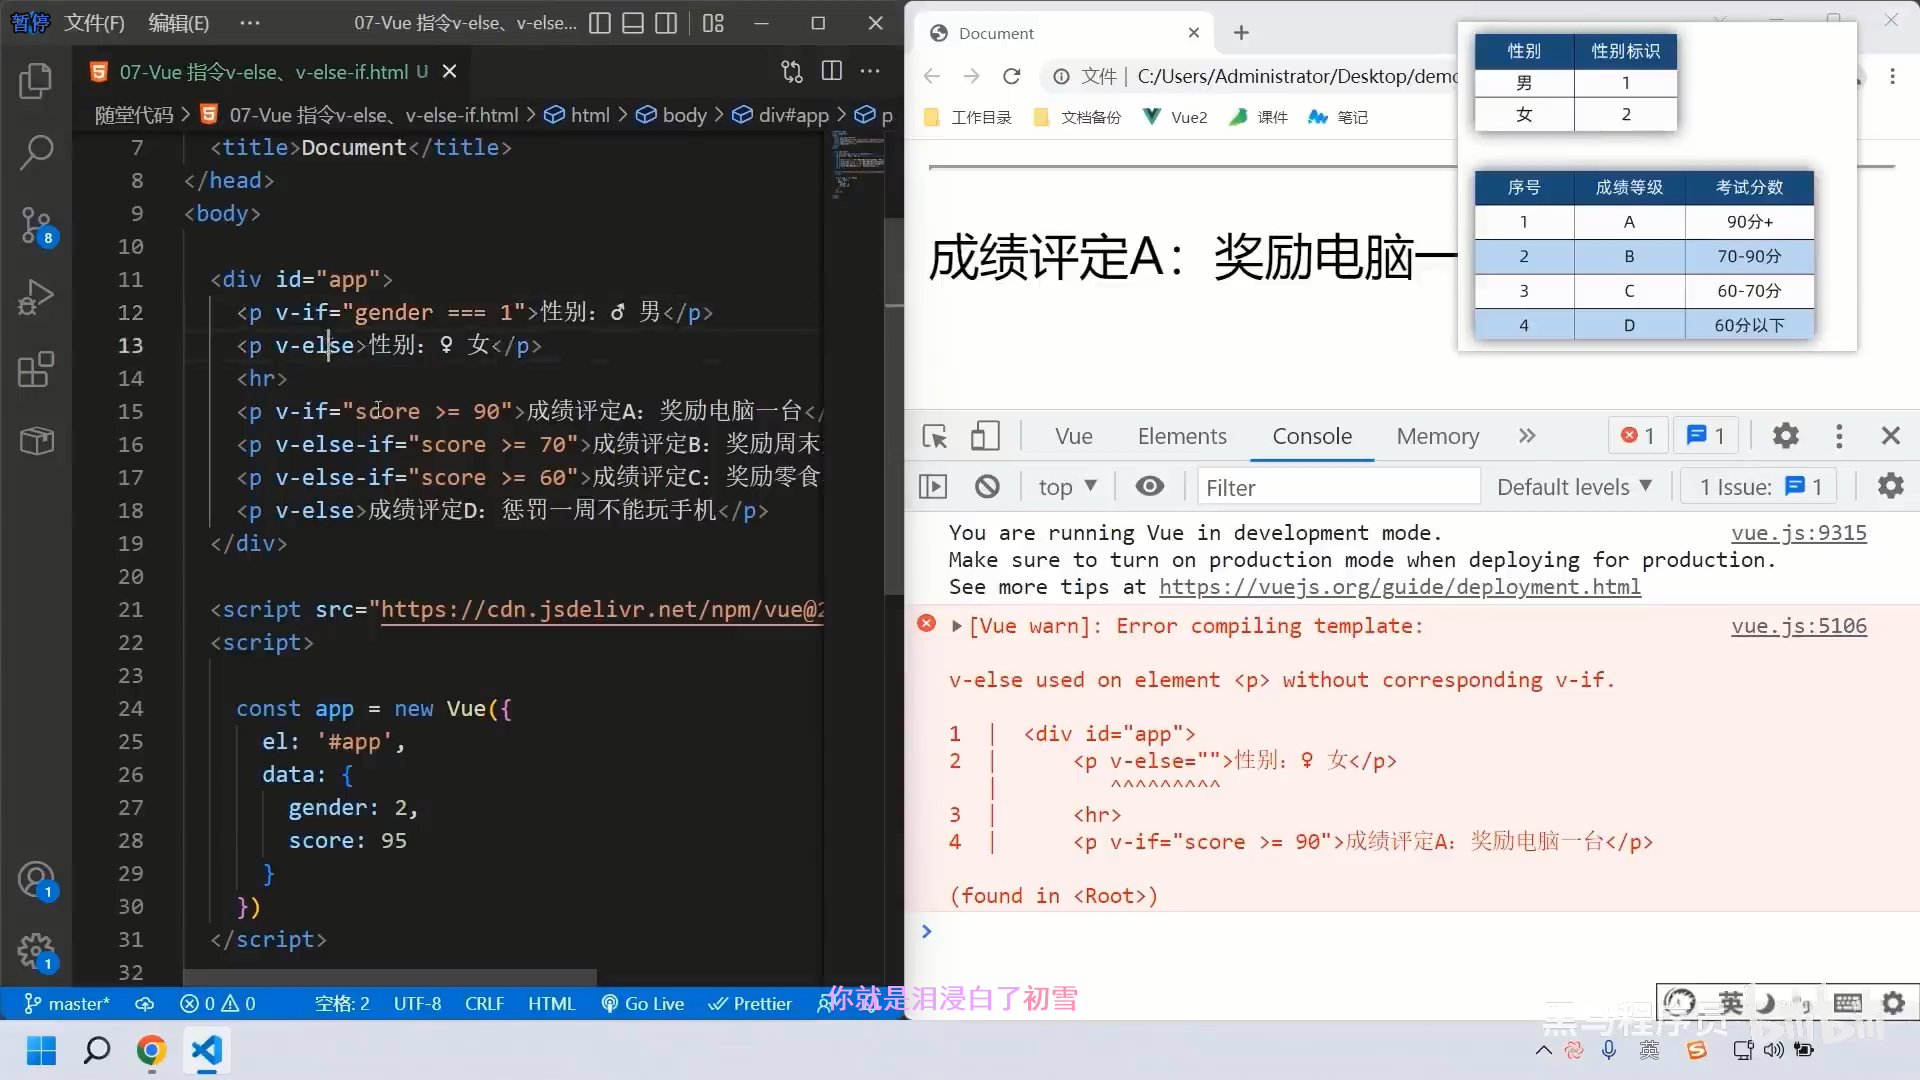 暂停 文件(F) 编辑(E) ··· 07-Vue 指令v-else、v-else...
07-Vue 指令v-else、v-else-if.html U
随堂代码 > 07-Vue 指令v-else、v-else-if.html > html > body > div#app > p
7 <title>Document</title>
8 </head>
9 <body>
10
11 <div id="app">
12 <p v-if="gender === 1">性别：♂ 男</p>
13 <p v-else>性别：♀ 女</p>
14 <hr>
15 <p v-if="score >= 90">成绩评定A：奖励电脑一台</
16 <p v-else-if="score >= 70">成绩评定B：奖励周末
17 <p v-else-if="score >= 60">成绩评定C：奖励零食
18 <p v-else>成绩评定D：惩罚一周不能玩手机</p>
19 </div>
20
21 <script src="https://cdn.jsdelivr.net/npm/vue@2
22 <script>
23
24 const app = new Vue({
25 el: '#app',
26 data: {
27 gender: 2,
28 score: 95
29 }
30 })
31 </script>
32
8
1
1
master* 0 0 空格: 2 UTF-8 CRLF HTML Go Live Prettier
Document
文件 | C:/Users/Administrator/Desktop/demo
工作目录 文档备份 Vue2 课件 笔记
成绩评定A：奖励电脑一
性别 性别标识
男 1
女 2
序号 成绩等级 考试分数
1 A 90分+
2 B 70-90分
3 C 60-70分
4 D 60分以下
Vue Elements Console Memory » 1 1
top Filter Default levels 1 Issue: 1
You are running Vue in development mode. vue.js:9315
Make sure to turn on production mode when deploying for production.
See more tips at https://vuejs.org/guide/deployment.html
[Vue warn]: Error compiling template: vue.js:5106
v-else used on element <p> without corresponding v-if.
1 | <div id="app">
2 | <p v-else="">性别：♀ 女</p>
| ^^^^^^^^^
3 | <hr>
4 | <p v-if="score >= 90">成绩评定A：奖励电脑一台</p>
(found in <Root>)
>
你就是泪浸白了初雪
英
黑马程序员 bilibili
英